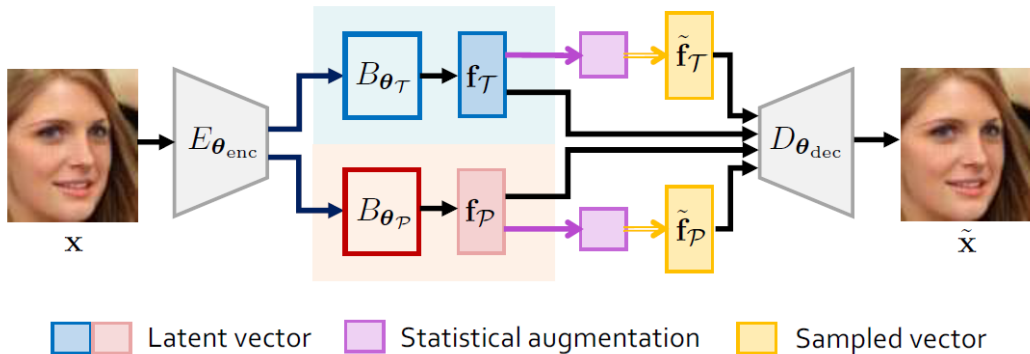 B_θ_T f_T f̃_T
x E_θ_enc D_θ_dec x̃
B_θ_P f_P f̃_P
Latent vector Statistical augmentation Sampled vector